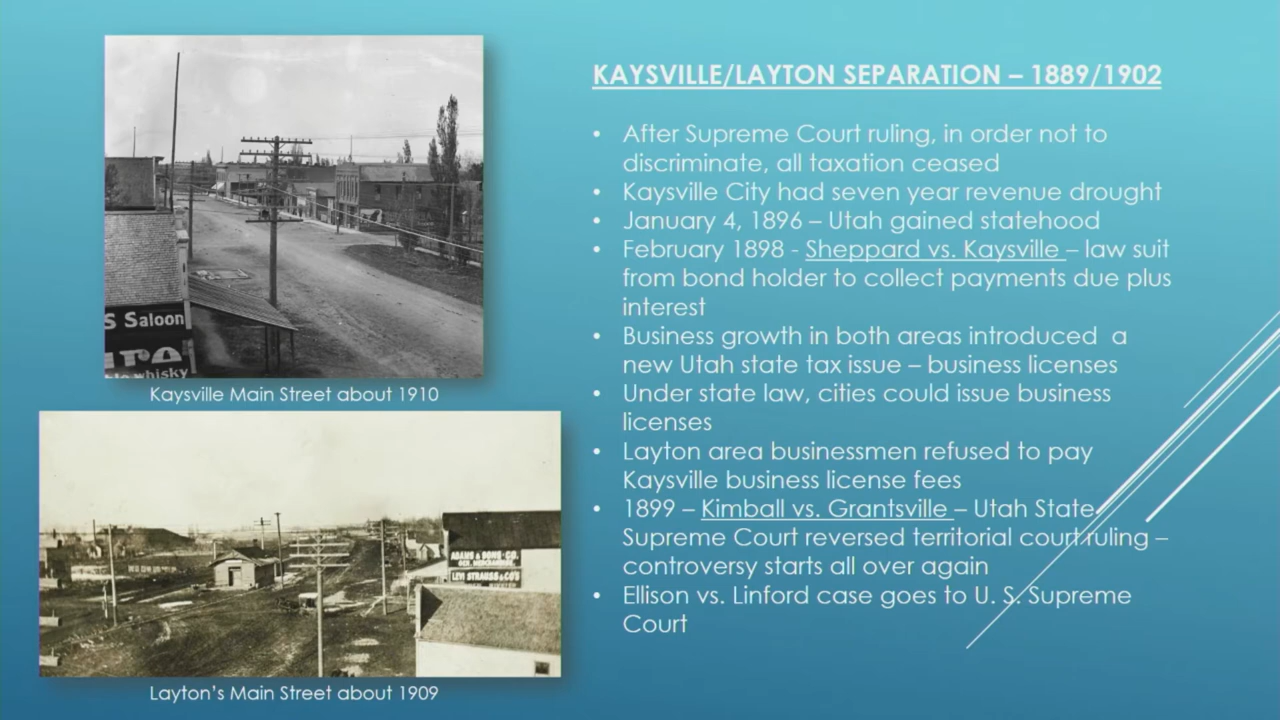 KAYSVILLE/LAYTON SEPARATION – 1889/1902
• After Supreme Court ruling, in order not to
discriminate, all taxation ceased
• Kaysville City had seven year revenue drought
• January 4, 1896 – Utah gained statehood
• February 1898 - Sheppard vs. Kaysville – law suit
from bond holder to collect payments due plus
interest
• Business growth in both areas introduced a
new Utah state tax issue – business licenses
• Under state law, cities could issue business
licenses
• Layton area businessmen refused to pay
Kaysville business license fees
• 1899 – Kimball vs. Grantsville – Utah State
Supreme Court reversed territorial court ruling –
controversy starts all over again
• Ellison vs. Linford case goes to U. S. Supreme
Court
S Saloon
whisky
Kaysville Main Street about 1910
ADAMS & SONS CO.
GEN. MERCHANDISE.
LEVI STRAUSS & CO'S
Layton's Main Street about 1909